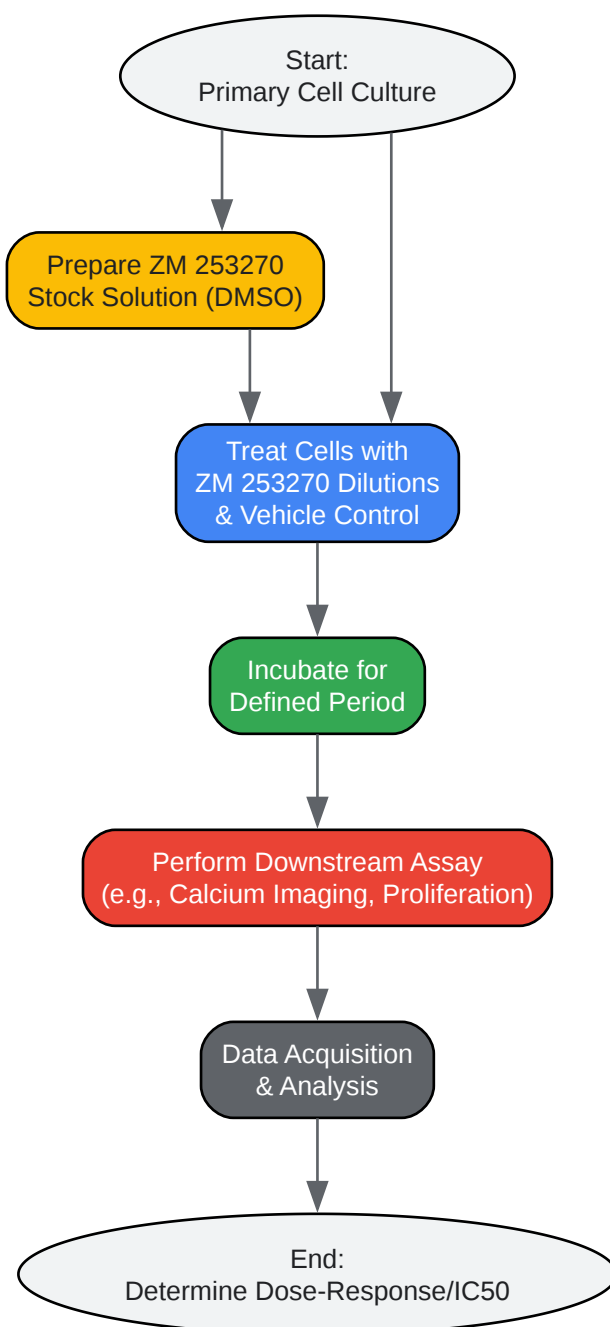 Start:
Primary Cell Culture
Prepare ZM 253270
Stock Solution (DMSO)
Treat Cells with
ZM 253270 Dilutions
& Vehicle Control
Incubate for
Defined Period
Perform Downstream Assay
(e.g., Calcium Imaging, Proliferation)
Data Acquisition
& Analysis
End:
Determine Dose-Response/IC50